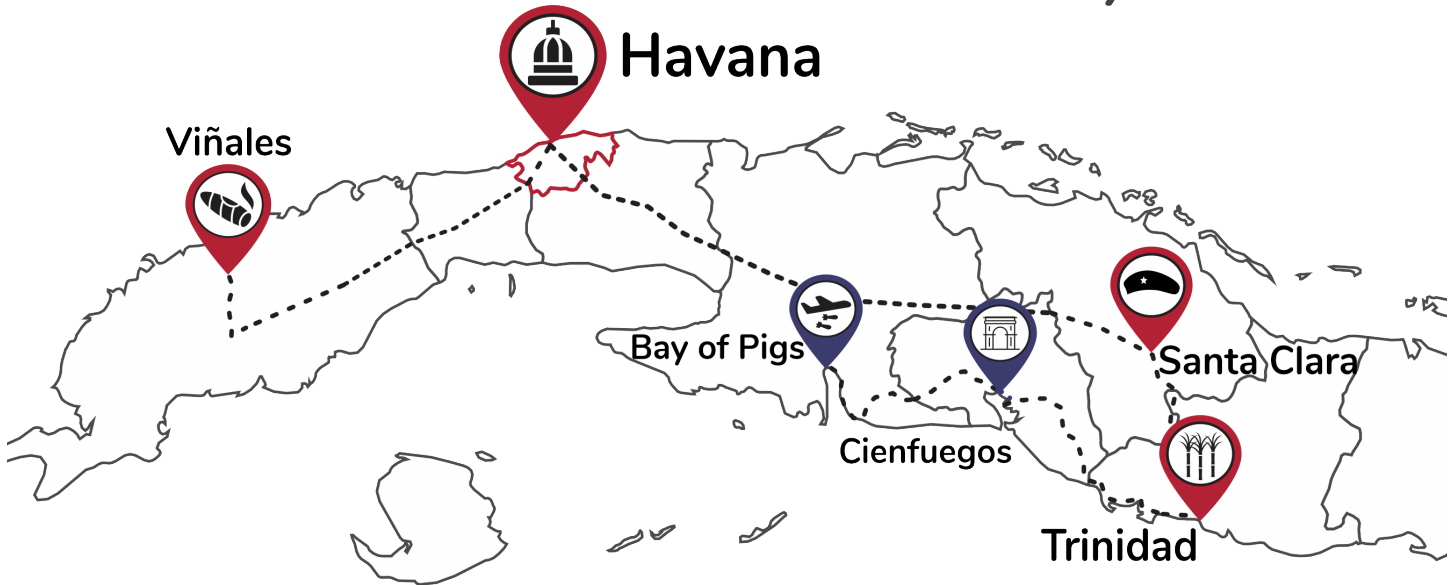 Havana
Viñales
Bay of Pigs
Santa Clara
Cienfuegos
Trinidad